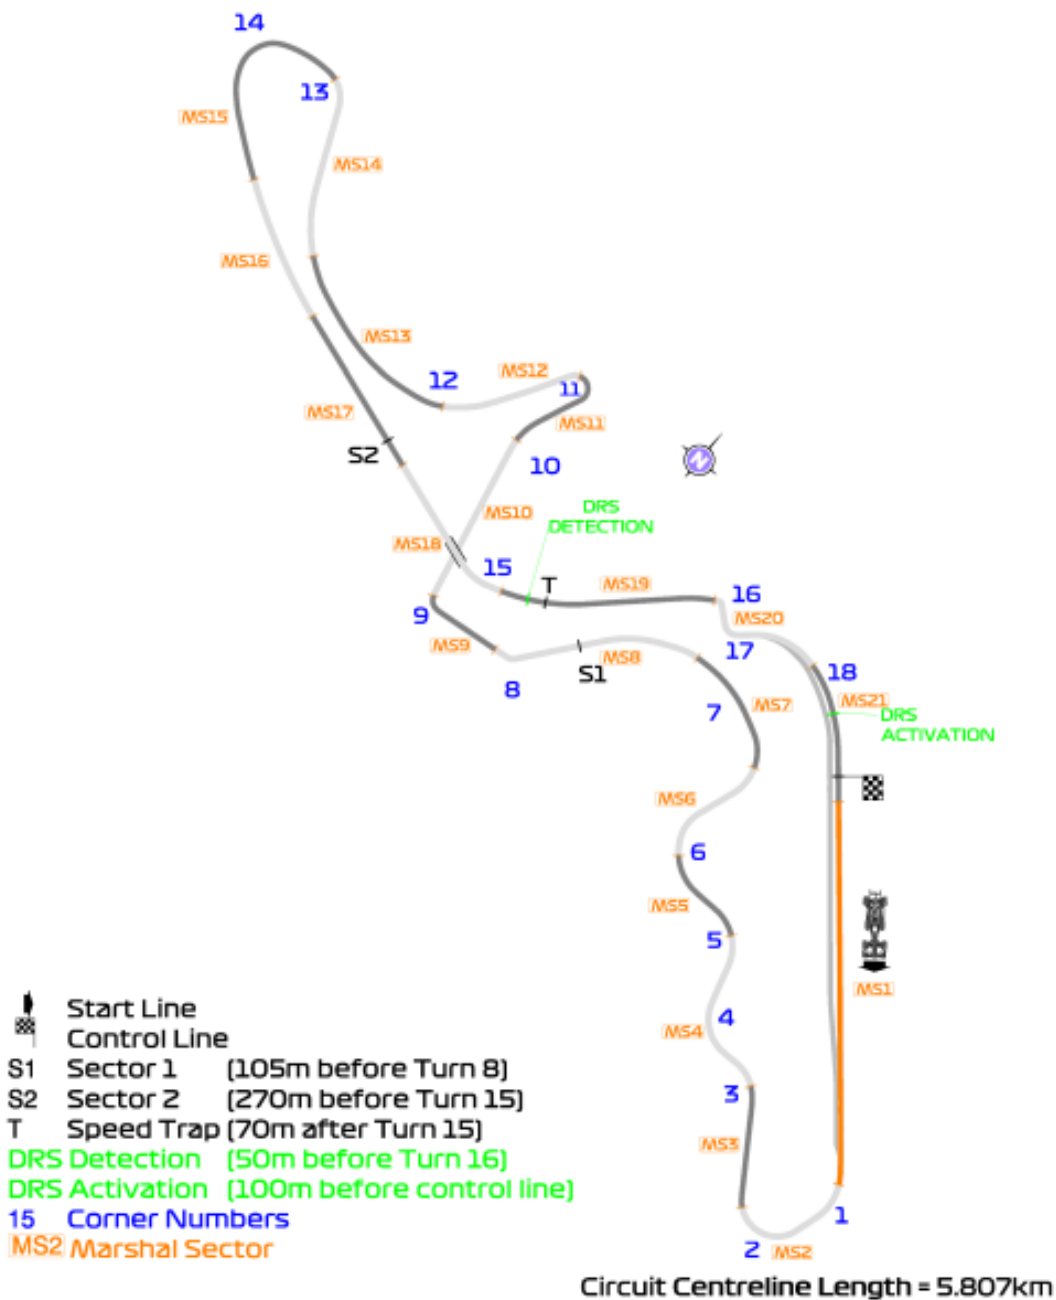 14
13
MS15
MS14
MS16
MS13
MS12
12
11
MS17
MS11
S2
10
N
DRS
DETECTION
MS10
MS18
15
T
MS19
16
9
MS20
MS9
S1
MS8
17
8
18
7
MS7
MS21
DRS
ACTIVATION
MS6
6
MS5
5
MS1
4
MS4
3
MS3
1
2
MS2
Start Line
Control Line
S1 Sector 1 (105m before Turn 8)
S2 Sector 2 (270m before Turn 15)
T Speed Trap (70m after Turn 15)
DRS Detection (50m before Turn 16)
DRS Activation (100m before control line)
15 Corner Numbers
MS2 Marshal Sector
Circuit Centreline Length = 5.807km